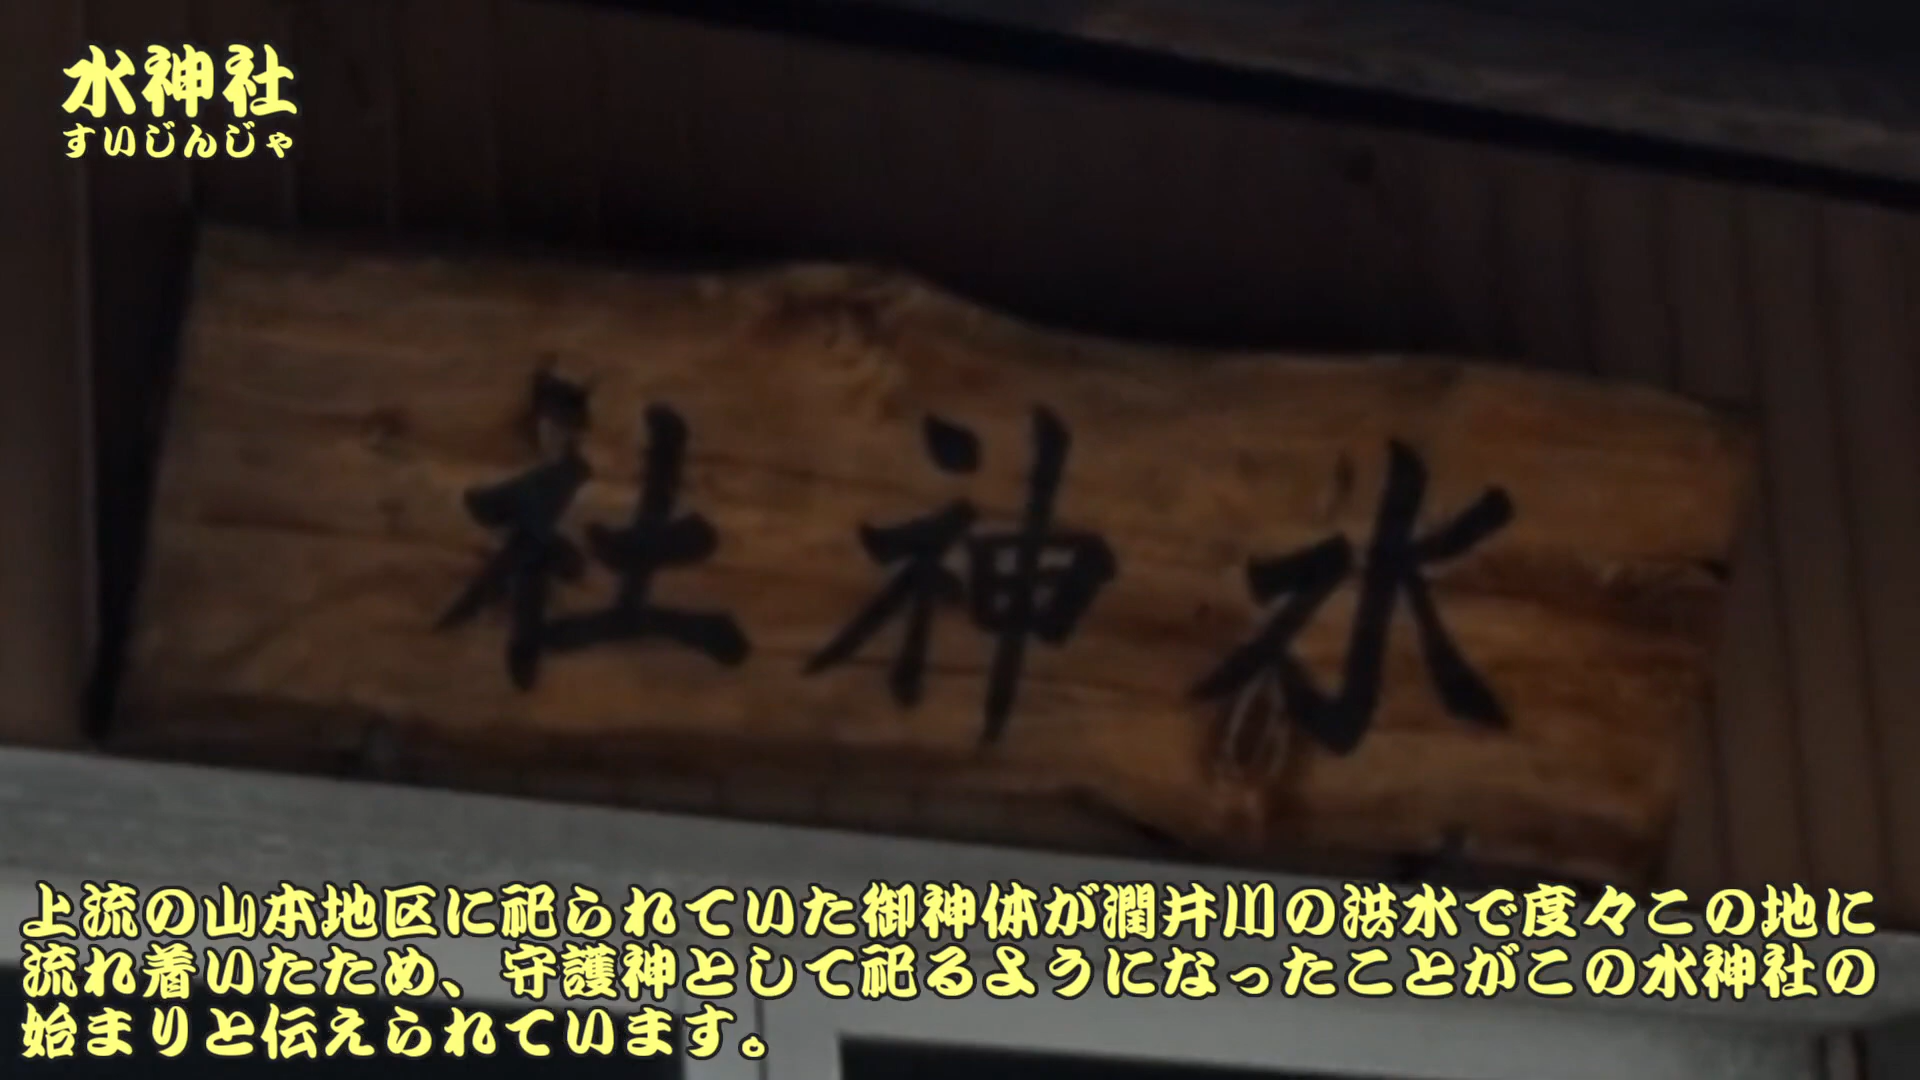 水神社
すいじんじゃ
社神水
上流の山本地区に祀られていた御神体が潤井川の洪水で度々この地に
流れ着いたため、守護神として祀るようになったことがこの水神社の
始まりと伝えられています。